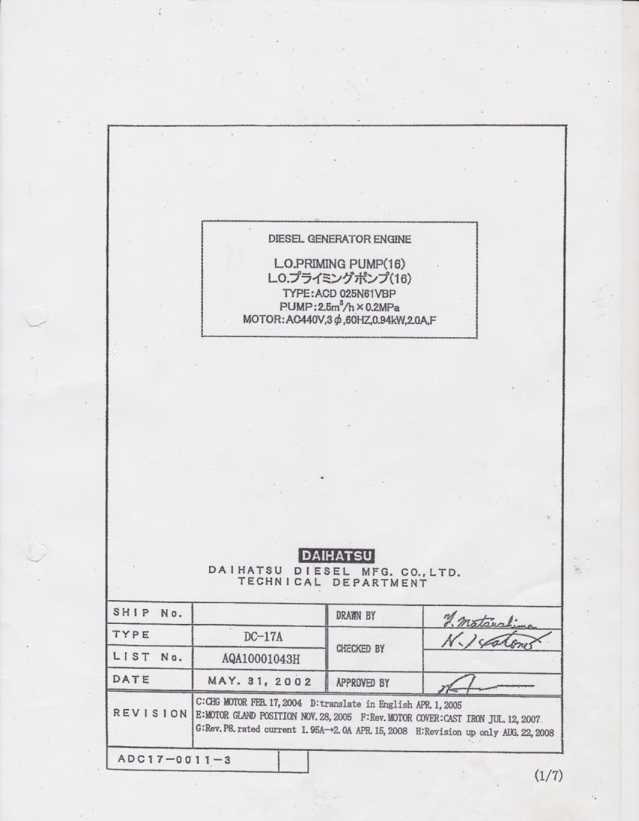 DIESEL GENERATOR ENGINE
L.O.PRIMING PUMP(16)
L.O.プライミングポンプ(16)
TYPE:ACD 025N61VBP
PUMP:2.5m³/h×0.2MPa
MOTOR:AC440V,3φ,60HZ,0.94kW,2.0A,F
DAIHATSU
DAIHATSU DIESEL MFG. CO.,LTD.
TECHNICAL DEPARTMENT
SHIP No.
DRAWN BY
Y. Matsushima
TYPE
DC-17A
CHECKED BY
LIST No.
AQA10001043H
DATE
MAY. 31, 2002
APPROVED BY
REVISION
C:CHG MOTOR FEB. 17, 2004 D:translate in English APR. 1, 2005
E:MOTOR GLAND POSITION NOV. 28, 2005 F:Rev. MOTOR COVER:CAST IRON JUL. 12, 2007
G:Rev. P8. rated current 1.95A→2.0A APR. 15, 2008 H:Revision up only AUG. 22, 2008
ADC17-0011-3
(1/7)